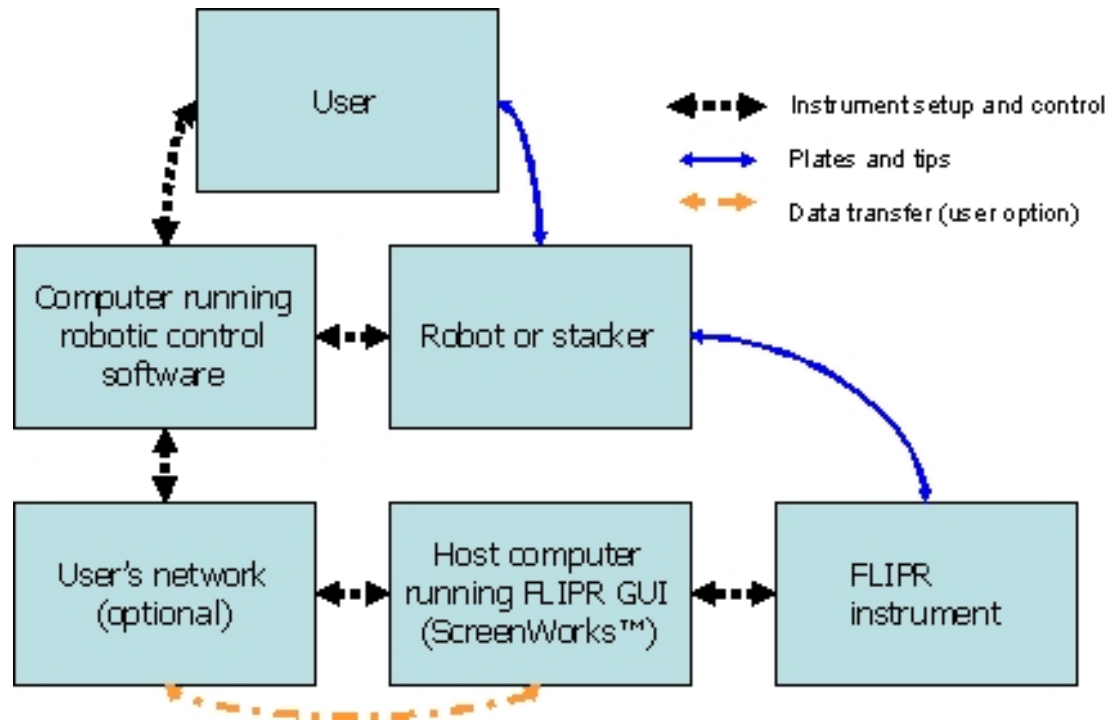 User
Instrument setup and control
Plates and tips
Data transfer (user option)
Computer running
robotic control
software
Robot or stacker
User's network
(optional)
Host computer
running FLIPR GUI
(ScreenWorks™)
FLIPR
instrument